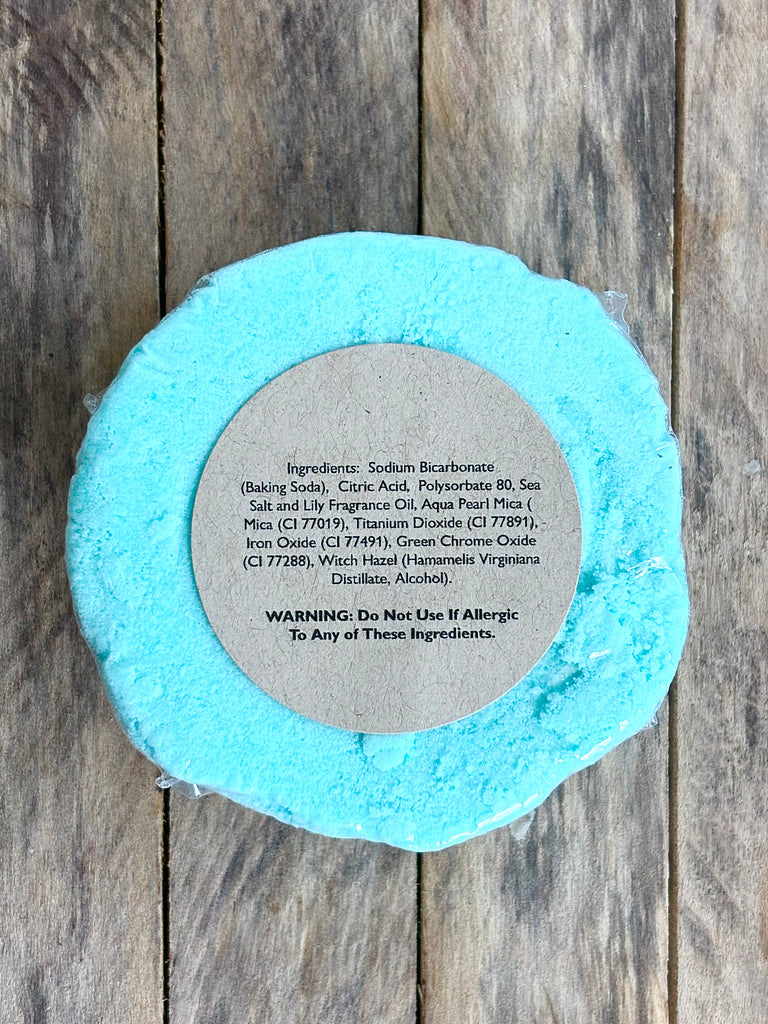 Ingredients: Sodium Bicarbonate
(Baking Soda), Citric Acid, Polysorbate 80, Sea
Salt and Lily Fragrance Oil, Aqua Pearl Mica (
Mica (CI 77019), Titanium Dioxide (CI 77891),
Iron Oxide (CI 77491), Green Chrome Oxide
(CI 77288), Witch Hazel (Hamamelis Virginiana
Distillate, Alcohol).
WARNING: Do Not Use If Allergic
To Any of These Ingredients.